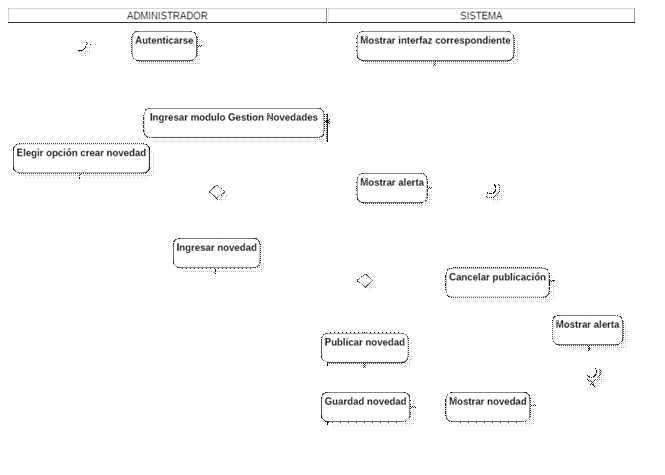 ADMINISTRADOR
SISTEMA
Autenticarse
Mostrar interfaz correspondiente
Ingresar modulo Gestion Novedades
Elegir opción crear novedad
Mostrar alerta
Ingresar novedad
Cancelar publicación
Mostrar alerta
Publicar novedad
Guardad novedad
Mostrar novedad